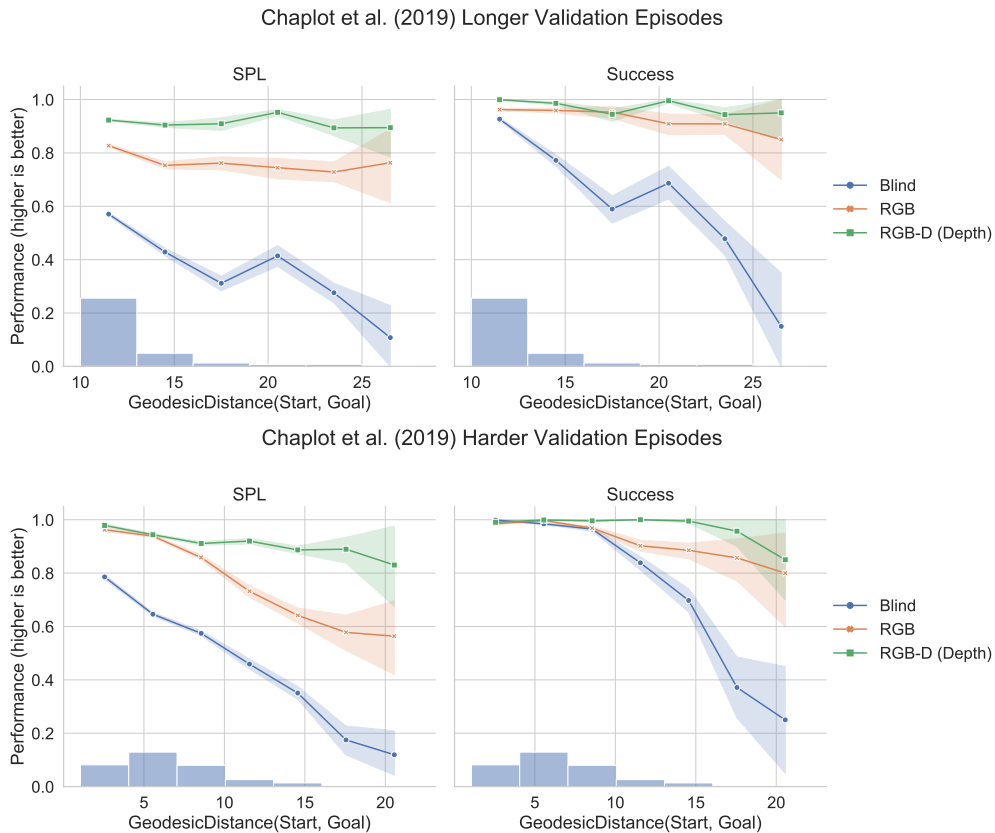 Chaplot et al. (2019) Longer Validation Episodes
SPL
Success
Performance (higher is better)
1.0
0.8
0.6
0.4
0.2
0.0
10 15 20 25
10 15 20 25
GeodesicDistance(Start, Goal)
GeodesicDistance(Start, Goal)
Blind
RGB
RGB-D (Depth)
Chaplot et al. (2019) Harder Validation Episodes
SPL
Success
Performance (higher is better)
1.0
0.8
0.6
0.4
0.2
0.0
5 10 15 20
5 10 15 20
GeodesicDistance(Start, Goal)
GeodesicDistance(Start, Goal)
Blind
RGB
RGB-D (Depth)